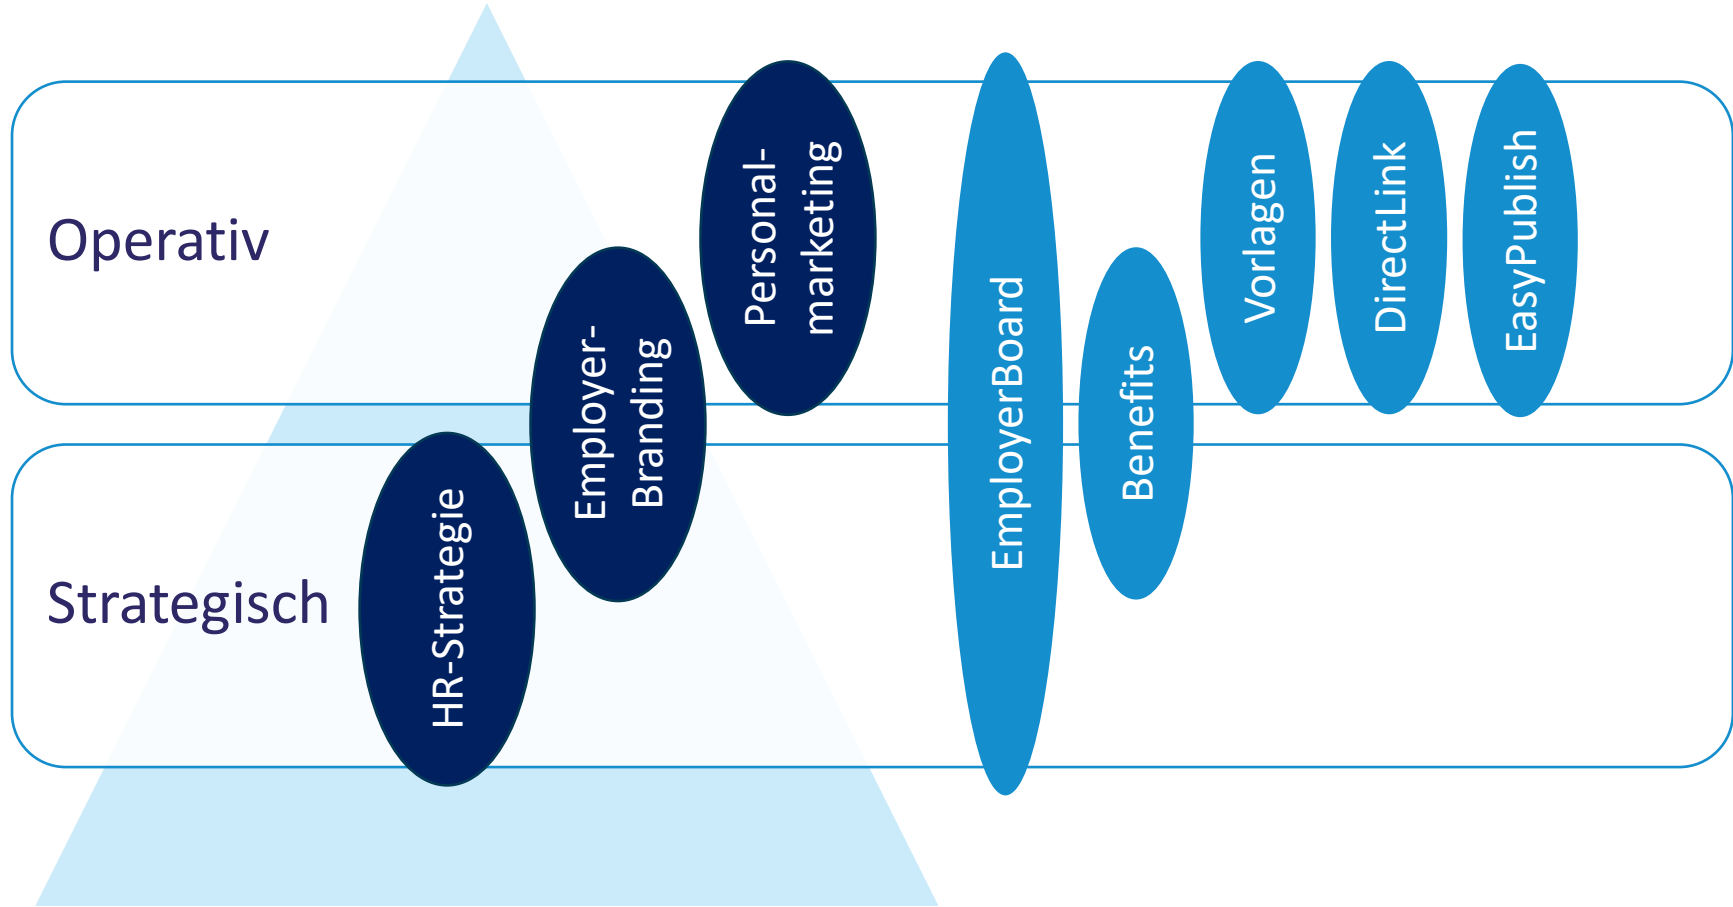 Operativ
Strategisch
HR-Strategie
Employer-
Branding
Personal-
marketing
EmployerBoard
Benefits
Vorlagen
DirectLink
EasyPublish